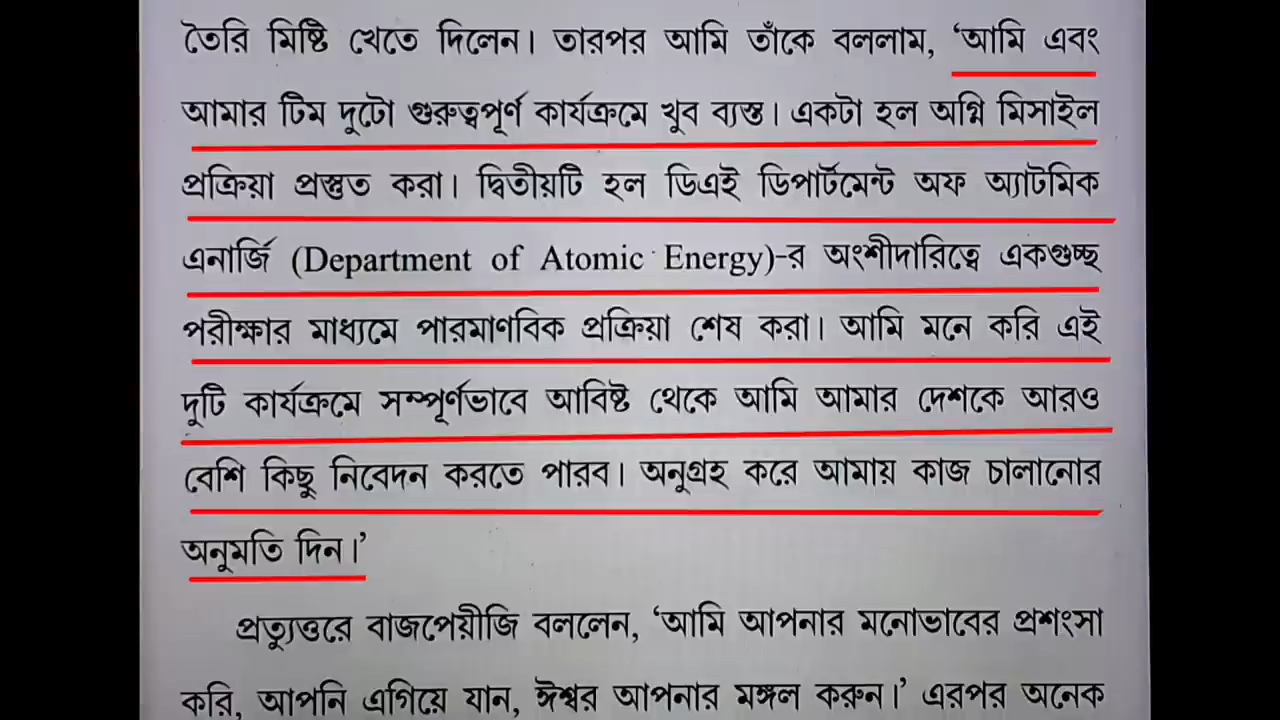 তৈরি মিষ্টি খেতে দিলেন। তারপর আমি তাঁকে বললাম, ‘আমি এবং
আমার টিম দুটো গুরুত্বপূর্ণ কার্যক্রমে খুব ব্যস্ত। একটা হল অগ্নি মিসাইল
প্রক্রিয়া প্রস্তুত করা। দ্বিতীয়টি হল ডিএই ডিপার্টমেন্ট অফ অ্যাটমিক
এনার্জি (Department of Atomic Energy)-র অংশীদারিত্বে একগুচ্ছ
পরীক্ষার মাধ্যমে পারমাণবিক প্রক্রিয়া শেষ করা। আমি মনে করি এই
দুটি কার্যক্রমে সম্পূর্ণভাবে আবিষ্ট থেকে আমি আমার দেশকে আরও
বেশি কিছু নিবেদন করতে পারব। অনুগ্রহ করে আমায় কাজ চালানোর
অনুমতি দিন।’
প্রত্যুত্তরে বাজপেয়ীজি বললেন, ‘আমি আপনার মনোভাবের প্রশংসা
করি, আপনি এগিয়ে যান, ঈশ্বর আপনার মঙ্গল করুন।’ এরপর অনেক